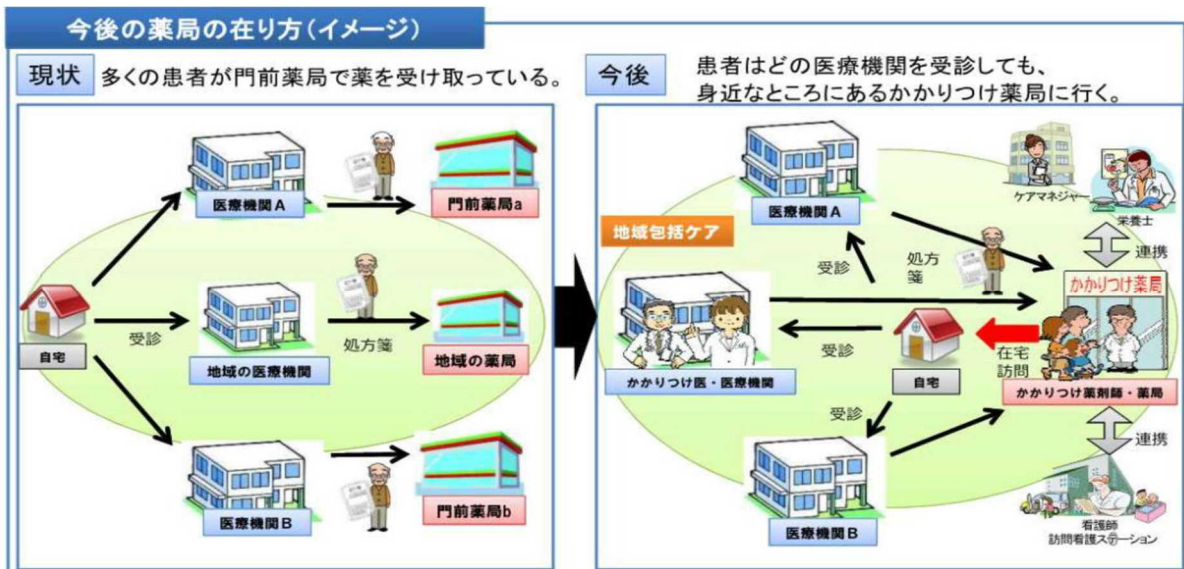 今後の薬局の在り方(イメージ)
現状
多くの患者が門前薬局で薬を受け取っている。
医療機関A
門前薬局a
自宅
受診
処方箋
地域の医療機関
地域の薬局
医療機関B
門前薬局b
今後
患者はどの医療機関を受診しても、
身近なところにあるかかりつけ薬局に行く。
医療機関A
ケアマネジャー
栄養士
地域包括ケア
受診
処方
箋
連携
かかりつけ薬局
受診
在宅
訪問
かかりつけ医・医療機関
自宅
かかりつけ薬剤師・薬局
受診
連携
医療機関B
看護師
訪問看護ステーション